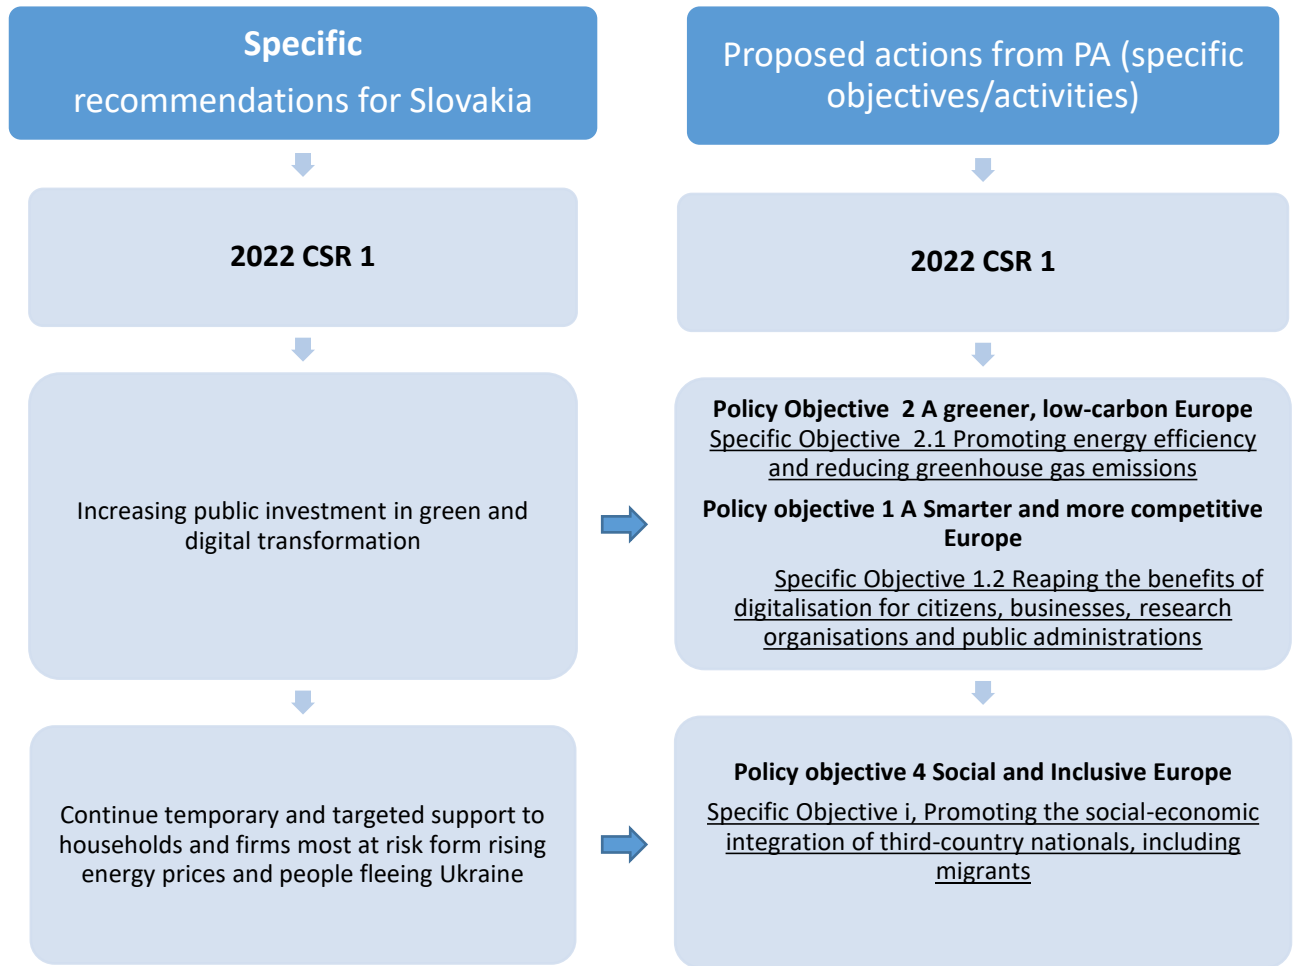 Specific
recommendations for Slovakia
Proposed actions from PA (specific
objectives/activities)
2022 CSR 1
2022 CSR 1
Increasing public investment in green and
digital transformation
Policy Objective  2 A greener, low-carbon Europe
Specific Objective  2.1 Promoting energy efficiency
and reducing greenhouse gas emissions
Policy objective 1 A Smarter and more competitive
Europe
Specific Objective 1.2 Reaping the benefits of
digitalisation for citizens, businesses, research
organisations and public administrations
Continue temporary and targeted support to
households and firms most at risk form rising
energy prices and people fleeing Ukraine
Policy objective 4 Social and Inclusive Europe
Specific Objective i, Promoting the social-economic
integration of third-country nationals, including
migrants